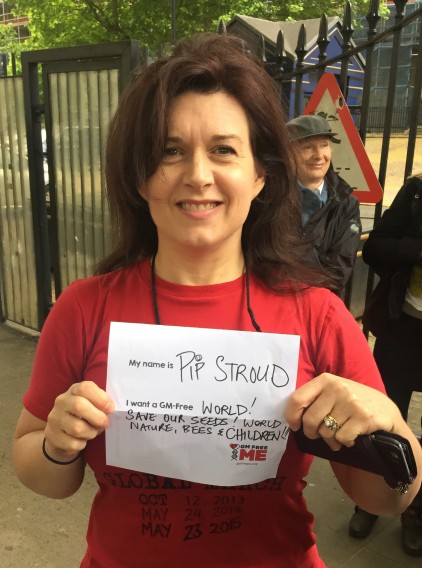 My name is PIP STROUD
I want a GM-Free WORLD!
SAVE OUR SEEDS! WORLD
NATURE, BEES & CHILDREN!!
GM FREE
ME
GLOBAL MARCH
OCT 12 2013
MAY 24 2014
MAY 23 2015